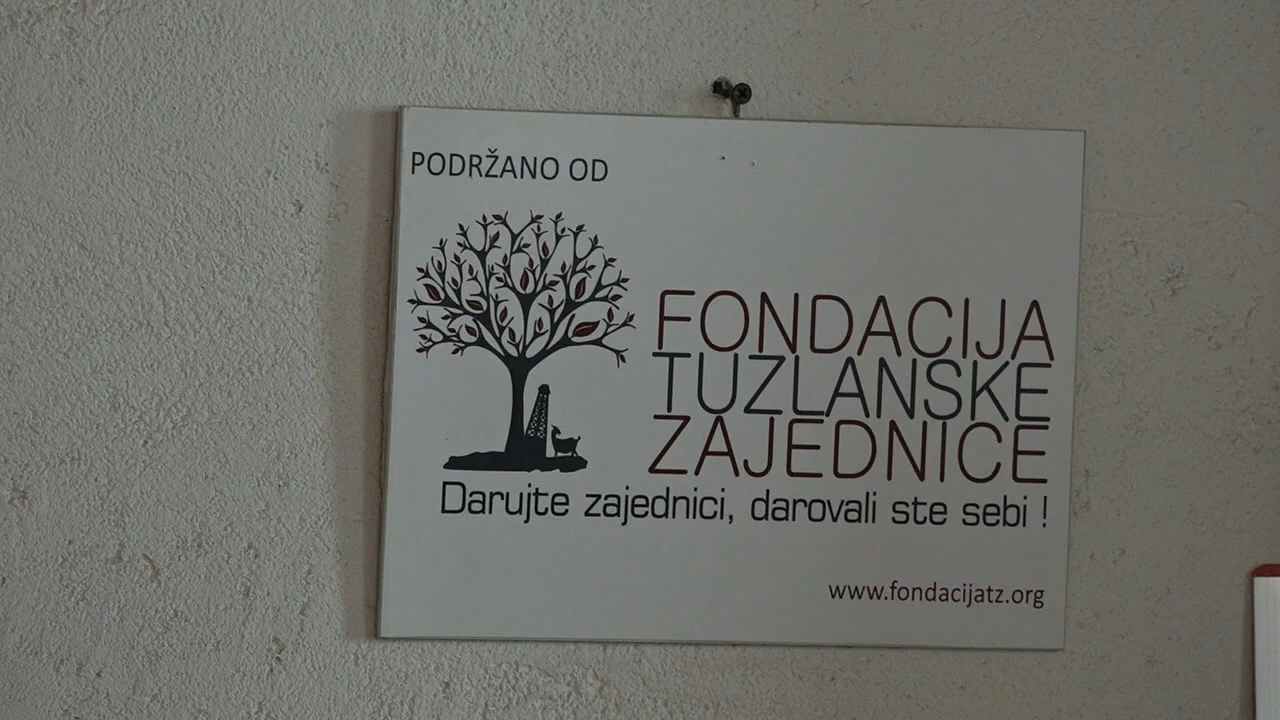 PODRŽANO OD
FONDACIJA
TUZLANSKE
ZAJEDNICE
Darujte zajednici, darovali ste sebi !
www.fondacijatz.org